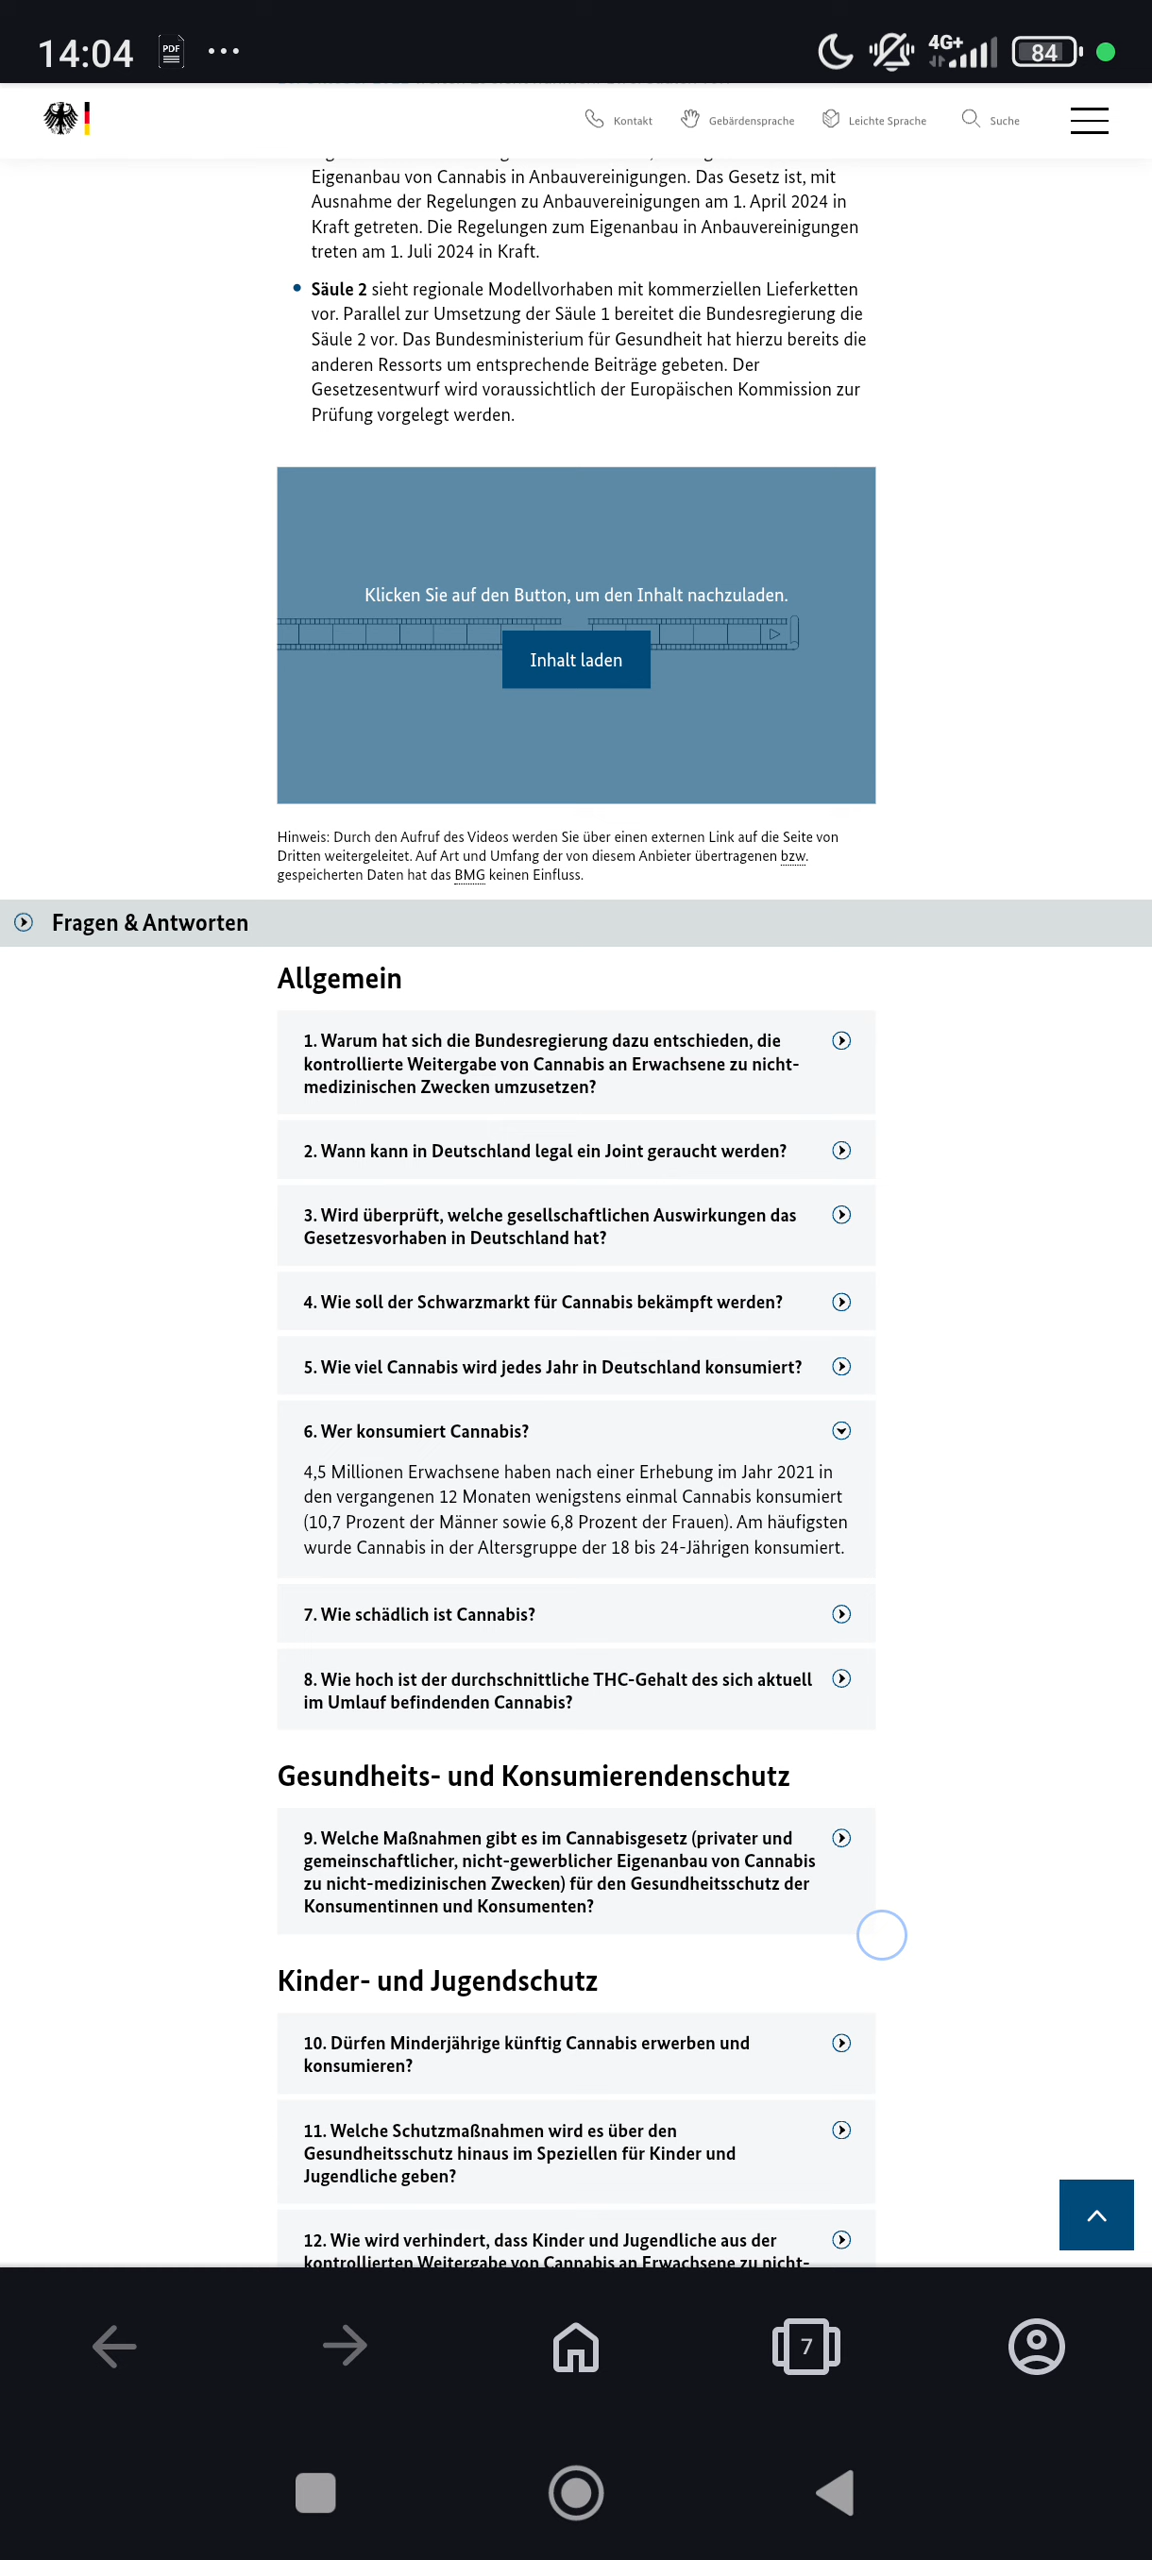 14:04
PDF
4G+
84
Kontakt
Gebärdensprache
Leichte Sprache
Suche
Eigenanbau von Cannabis in Anbauvereinigungen. Das Gesetz ist, mit
Ausnahme der Regelungen zu Anbauvereinigungen am 1. April 2024 in
Kraft getreten. Die Regelungen zum Eigenanbau in Anbauvereinigungen
treten am 1. Juli 2024 in Kraft.
Säule 2 sieht regionale Modellvorhaben mit kommerziellen Lieferketten
vor. Parallel zur Umsetzung der Säule 1 bereitet die Bundesregierung die
Säule 2 vor. Das Bundesministerium für Gesundheit hat hierzu bereits die
anderen Ressorts um entsprechende Beiträge gebeten. Der
Gesetzesentwurf wird voraussichtlich der Europäischen Kommission zur
Prüfung vorgelegt werden.
Klicken Sie auf den Button, um den Inhalt nachzuladen.
Inhalt laden
Hinweis: Durch den Aufruf des Videos werden Sie über einen externen Link auf die Seite von
Dritten weitergeleitet. Auf Art und Umfang der von diesem Anbieter übertragenen bzw.
gespeicherten Daten hat das BMG keinen Einfluss.
Fragen & Antworten
Allgemein
1. Warum hat sich die Bundesregierung dazu entschieden, die
kontrollierte Weitergabe von Cannabis an Erwachsene zu nicht-
medizinischen Zwecken umzusetzen?
2. Wann kann in Deutschland legal ein Joint geraucht werden?
3. Wird überprüft, welche gesellschaftlichen Auswirkungen das
Gesetzesvorhaben in Deutschland hat?
4. Wie soll der Schwarzmarkt für Cannabis bekämpft werden?
5. Wie viel Cannabis wird jedes Jahr in Deutschland konsumiert?
6. Wer konsumiert Cannabis?
4,5 Millionen Erwachsene haben nach einer Erhebung im Jahr 2021 in
den vergangenen 12 Monaten wenigstens einmal Cannabis konsumiert
(10,7 Prozent der Männer sowie 6,8 Prozent der Frauen). Am häufigsten
wurde Cannabis in der Altersgruppe der 18 bis 24-Jährigen konsumiert.
7. Wie schädlich ist Cannabis?
8. Wie hoch ist der durchschnittliche THC-Gehalt des sich aktuell
im Umlauf befindenden Cannabis?
Gesundheits- und Konsumierendenschutz
9. Welche Maßnahmen gibt es im Cannabisgesetz (privater und
gemeinschaftlicher, nicht-gewerblicher Eigenanbau von Cannabis
zu nicht-medizinischen Zwecken) für den Gesundheitsschutz der
Konsumentinnen und Konsumenten?
Kinder- und Jugendschutz
10. Dürfen Minderjährige künftig Cannabis erwerben und
konsumieren?
11. Welche Schutzmaßnahmen wird es über den
Gesundheitsschutz hinaus im Speziellen für Kinder und
Jugendliche geben?
12. Wie wird verhindert, dass Kinder und Jugendliche aus der
kontrollierten Weitergabe von Cannabis an Erwachsene zu nicht-
7